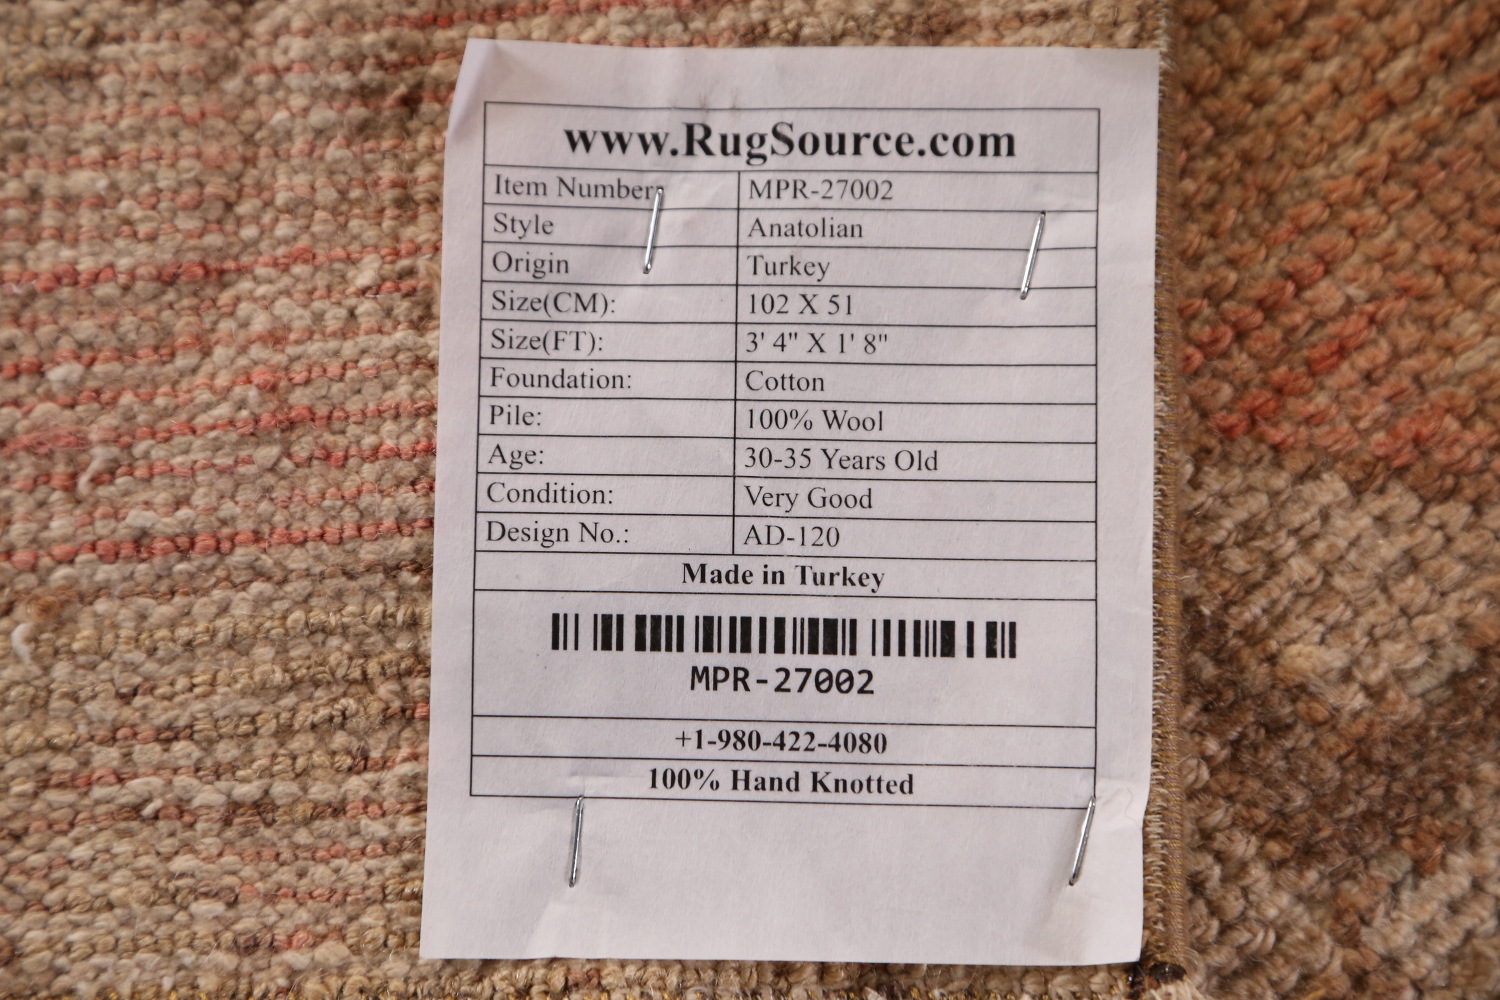 www.RugSource.com
Item Number: MPR-27002
Style Anatolian
Origin Turkey
Size(CM): 102 X 51
Size(FT): 3' 4" X 1' 8"
Foundation: Cotton
Pile: 100% Wool
Age: 30-35 Years Old
Condition: Very Good
Design No.: AD-120
Made in Turkey
MPR-27002
+1-980-422-4080
100% Hand Knotted